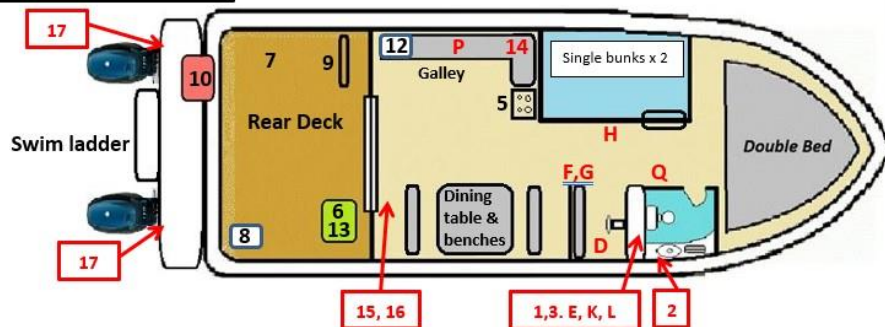 17
12
P
14
Single bunks x 2
7
9
10
Galley
5
Rear Deck
H
Swim ladder
Double Bed
F,G
Q
Dining
table &
benches
6
13
8
D
17
15, 16
1,3. E, K, L
2